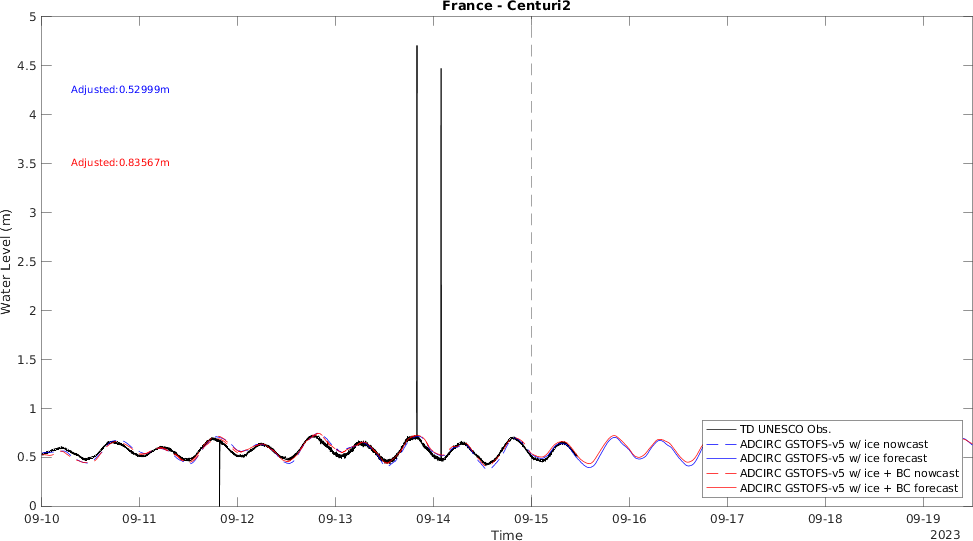 France - Centuri2
5
4.5
4
3.5
3
2.5
2
1.5
1
0.5
0
Water Level (m)
Adjusted:0.52999m
Adjusted:0.83567m
TD UNESCO Obs.
ADCIRC GSTOFS-v5 w/ ice nowcast
ADCIRC GSTOFS-v5 w/ ice forecast
ADCIRC GSTOFS-v5 w/ ice + BC nowcast
ADCIRC GSTOFS-v5 w/ ice + BC forecast
09-10 09-11 09-12 09-13 09-14 09-15 09-16 09-17 09-18 09-19
Time
2023